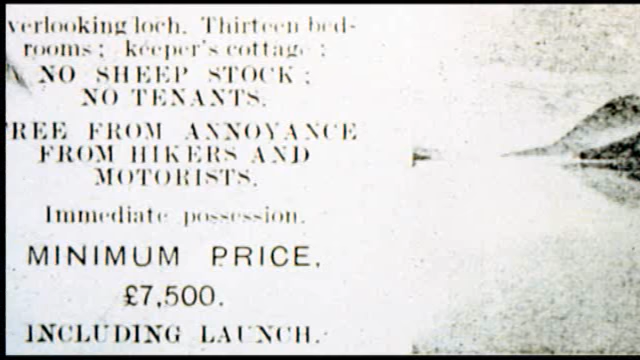 verlooking loch. Thirteen bed-
rooms; keeper's cottage;
NO SHEEP STOCK;
NO TENANTS.
FREE FROM ANNOYANCE
FROM HIKERS AND
MOTORISTS.
Immediate possession.
MINIMUM PRICE,
£7,500.
INCLUDING LAUNCH.